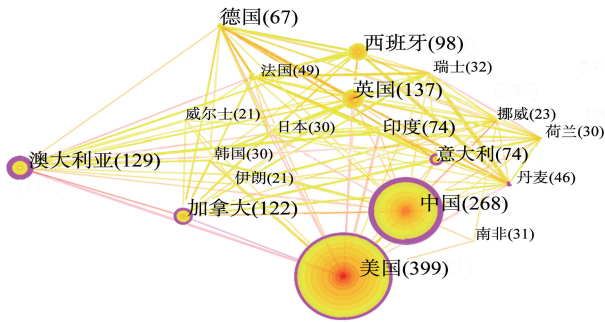 德国(67)
西班牙(98)
法国(49)
瑞士(32)
英国(137)
威尔士(21)
挪威(23)
日本(30)
印度(74)
荷兰(30)
澳大利亚(129)
韩国(30)
意大利(74)
伊朗(21)
丹麦(46)
加拿大(122)
中国(268)
南非(31)
美国(399)